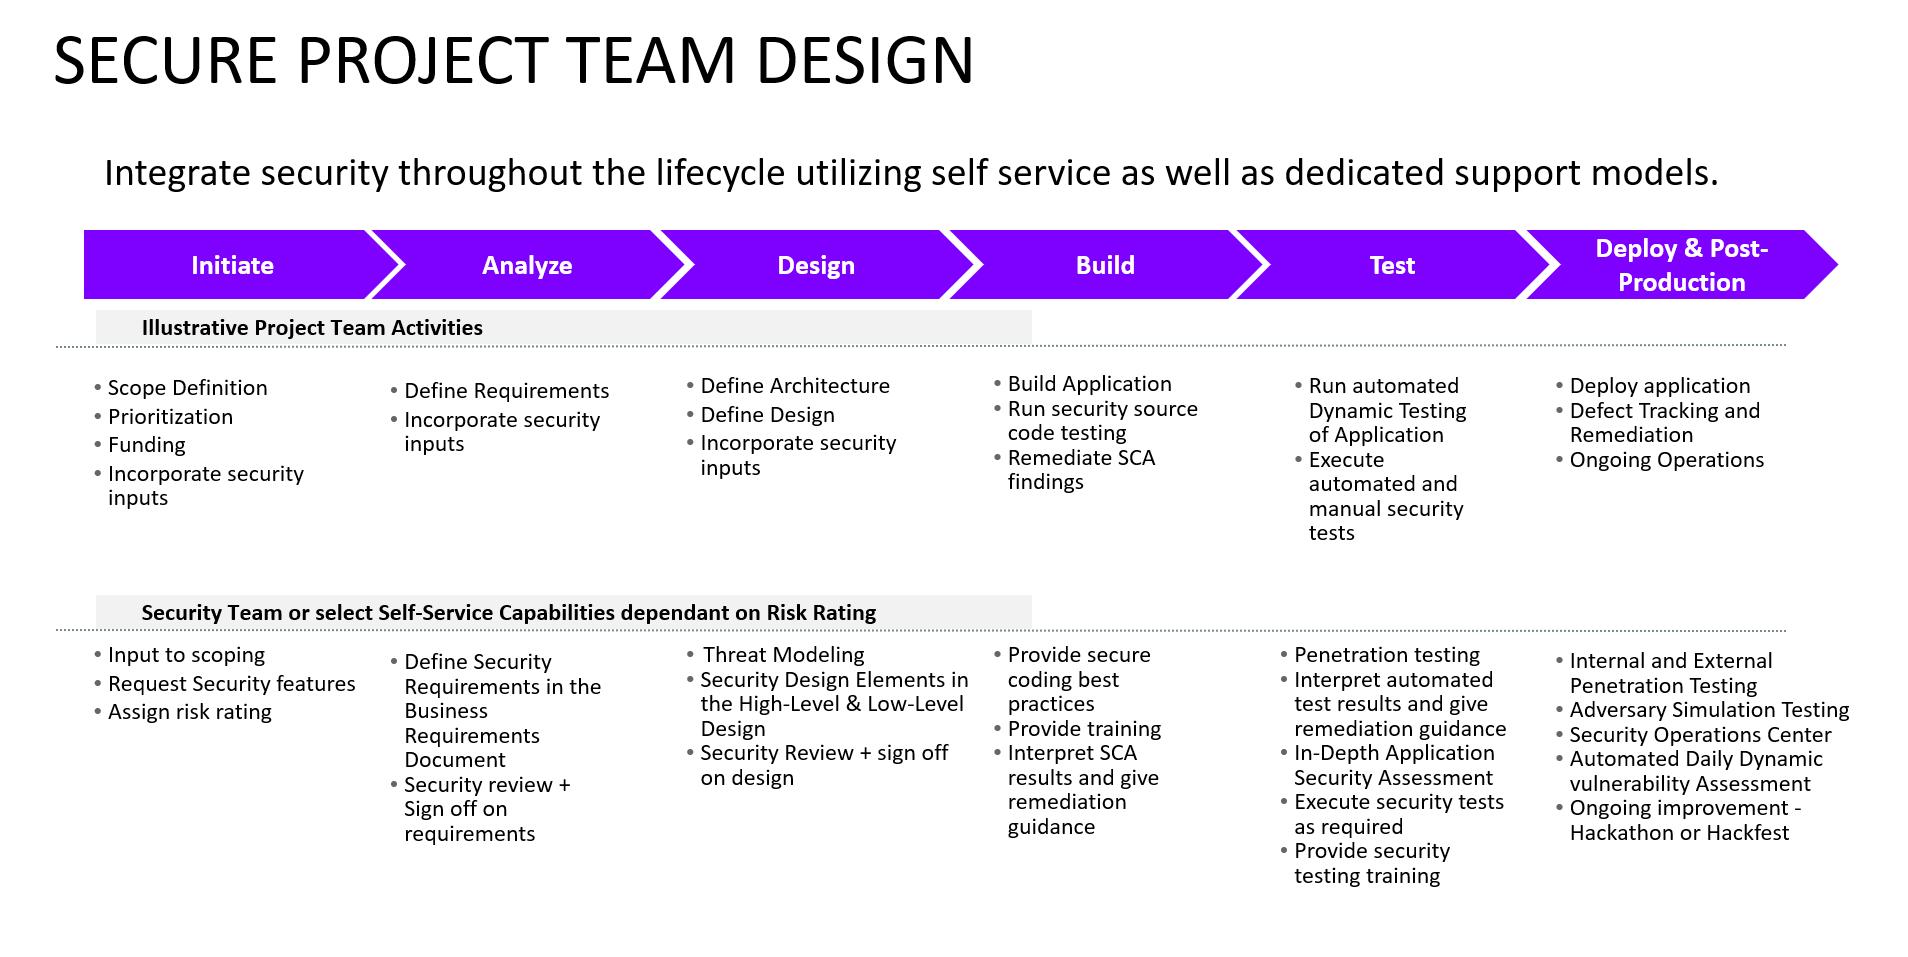 SECURE PROJECT TEAM DESIGN
Integrate security throughout the lifecycle utilizing self service as well as dedicated support models.
Initiate
Analyze
Design
Build
Test
Deploy & Post-
Production
Illustrative Project Team Activities
• Scope Definition
• Prioritization
• Funding
• Incorporate security
inputs
• Define Requirements
• Incorporate security
inputs
• Define Architecture
• Define Design
• Incorporate security
inputs
• Build Application
• Run security source
code testing
• Remediate SCA
findings
• Run automated
Dynamic Testing
of Application
• Execute
automated and
manual security
tests
• Deploy application
• Defect Tracking and
Remediation
• Ongoing Operations
Security Team or select Self-Service Capabilities dependant on Risk Rating
• Input to scoping
• Request Security features
• Assign risk rating
• Define Security
Requirements in the
Business
Requirements
Document
• Security review +
Sign off on
requirements
• Threat Modeling
• Security Design Elements in
the High-Level & Low-Level
Design
• Security Review + sign off
on design
• Provide secure
coding best
practices
• Provide training
• Interpret SCA
results and give
remediation
guidance
• Penetration testing
• Interpret automated
test results and give
remediation guidance
• In-Depth Application
Security Assessment
• Execute security tests
as required
• Provide security
testing training
• Internal and External
Penetration Testing
• Adversary Simulation Testing
• Security Operations Center
• Automated Daily Dynamic
vulnerability Assessment
• Ongoing improvement -
Hackathon or Hackfest